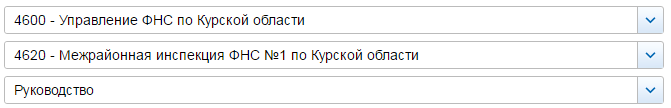 4600 - Управление ФНС по Курской области
4620 - Межрайонная инспекция ФНС №1 по Курской области
Руководство